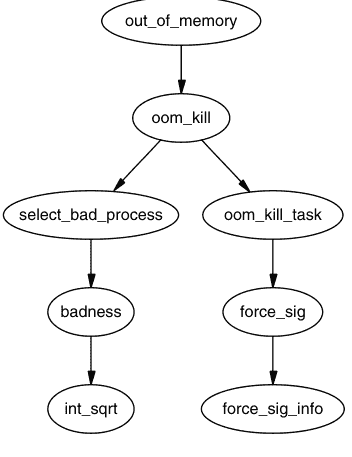 out_of_memory
oom_kill
select_bad_process
oom_kill_task
badness
force_sig
int_sqrt
force_sig_info